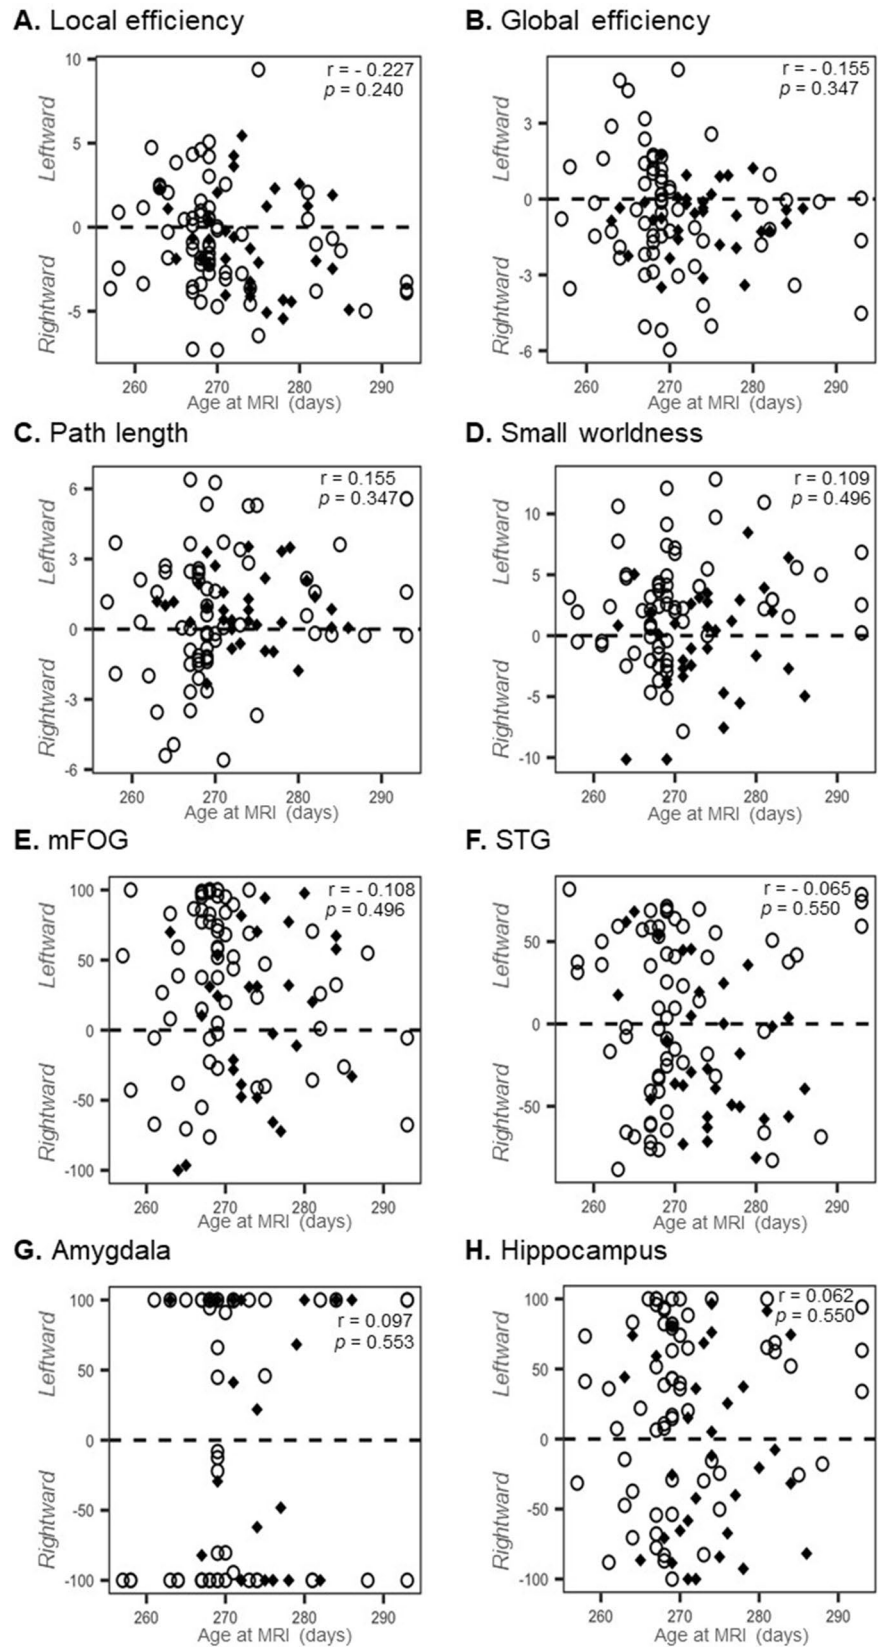 A. Local efficiency
10
5
0
-5
Leftward
Rightward
r = - 0.227
p = 0.240
260 270 280 290
Age at MRI (days)
B. Global efficiency
3
0
-3
-6
Leftward
Rightward
r = - 0.155
p = 0.347
260 270 280 290
Age at MRI (days)
C. Path length
6
3
0
-3
-6
Leftward
Rightward
r = 0.155
p = 0.347
260 270 280 290
Age at MRI (days)
D. Small worldness
10
5
0
-5
-10
Leftward
Rightward
r = 0.109
p = 0.496
260 270 280 290
Age at MRI (days)
E. mFOG
100
50
0
-50
-100
Leftward
Rightward
r = - 0.108
p = 0.496
260 270 280 290
Age at MRI (days)
F. STG
50
0
-50
Leftward
Rightward
r = - 0.065
p = 0.550
260 270 280 290
Age at MRI (days)
G. Amygdala
100
50
0
-50
-100
Leftward
Rightward
r = 0.097
p = 0.553
260 270 280 290
Age at MRI (days)
H. Hippocampus
100
50
0
-50
-100
Leftward
Rightward
r = 0.062
p = 0.550
260 270 280 290
Age at MRI (days)